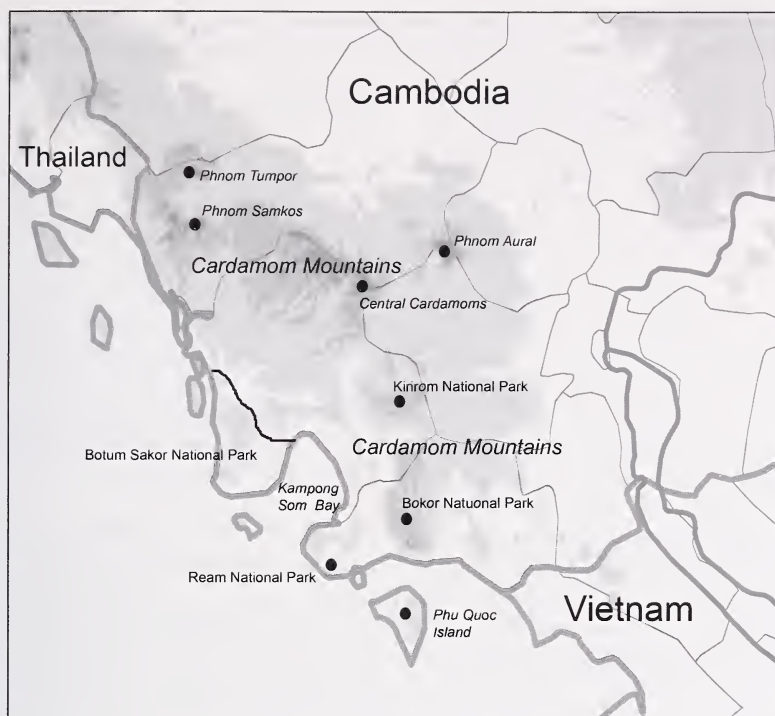 Cambodia
Thailand
Phnom Tumpor
Phnom Samkos
Phnom Aural
Cardamom Mountains
Central Cardamoms
Kirirom National Park
Cardamom Mountains
Botum Sakor National Park
Kampong
Som Bay
Bokor Natuonal Park
Ream National Park
Vietnam
Phu Quoc
Island